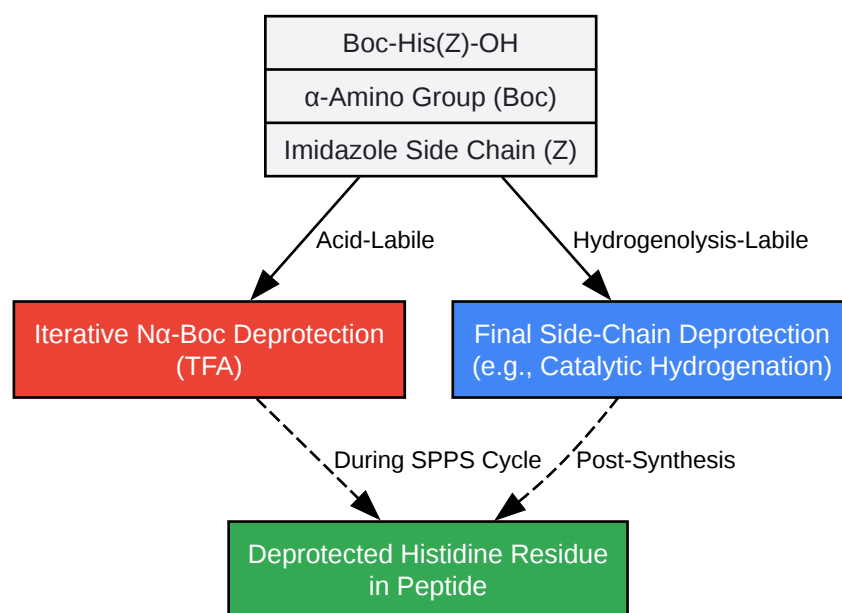 Boc-His(Z)-OH
α-Amino Group (Boc)
Imidazole Side Chain (Z)
Acid-Labile
Hydrogenolysis-Labile
Iterative Nα-Boc Deprotection
(TFA)
Final Side-Chain Deprotection
(e.g., Catalytic Hydrogenation)
During SPPS Cycle
Post-Synthesis
Deprotected Histidine Residue
in Peptide